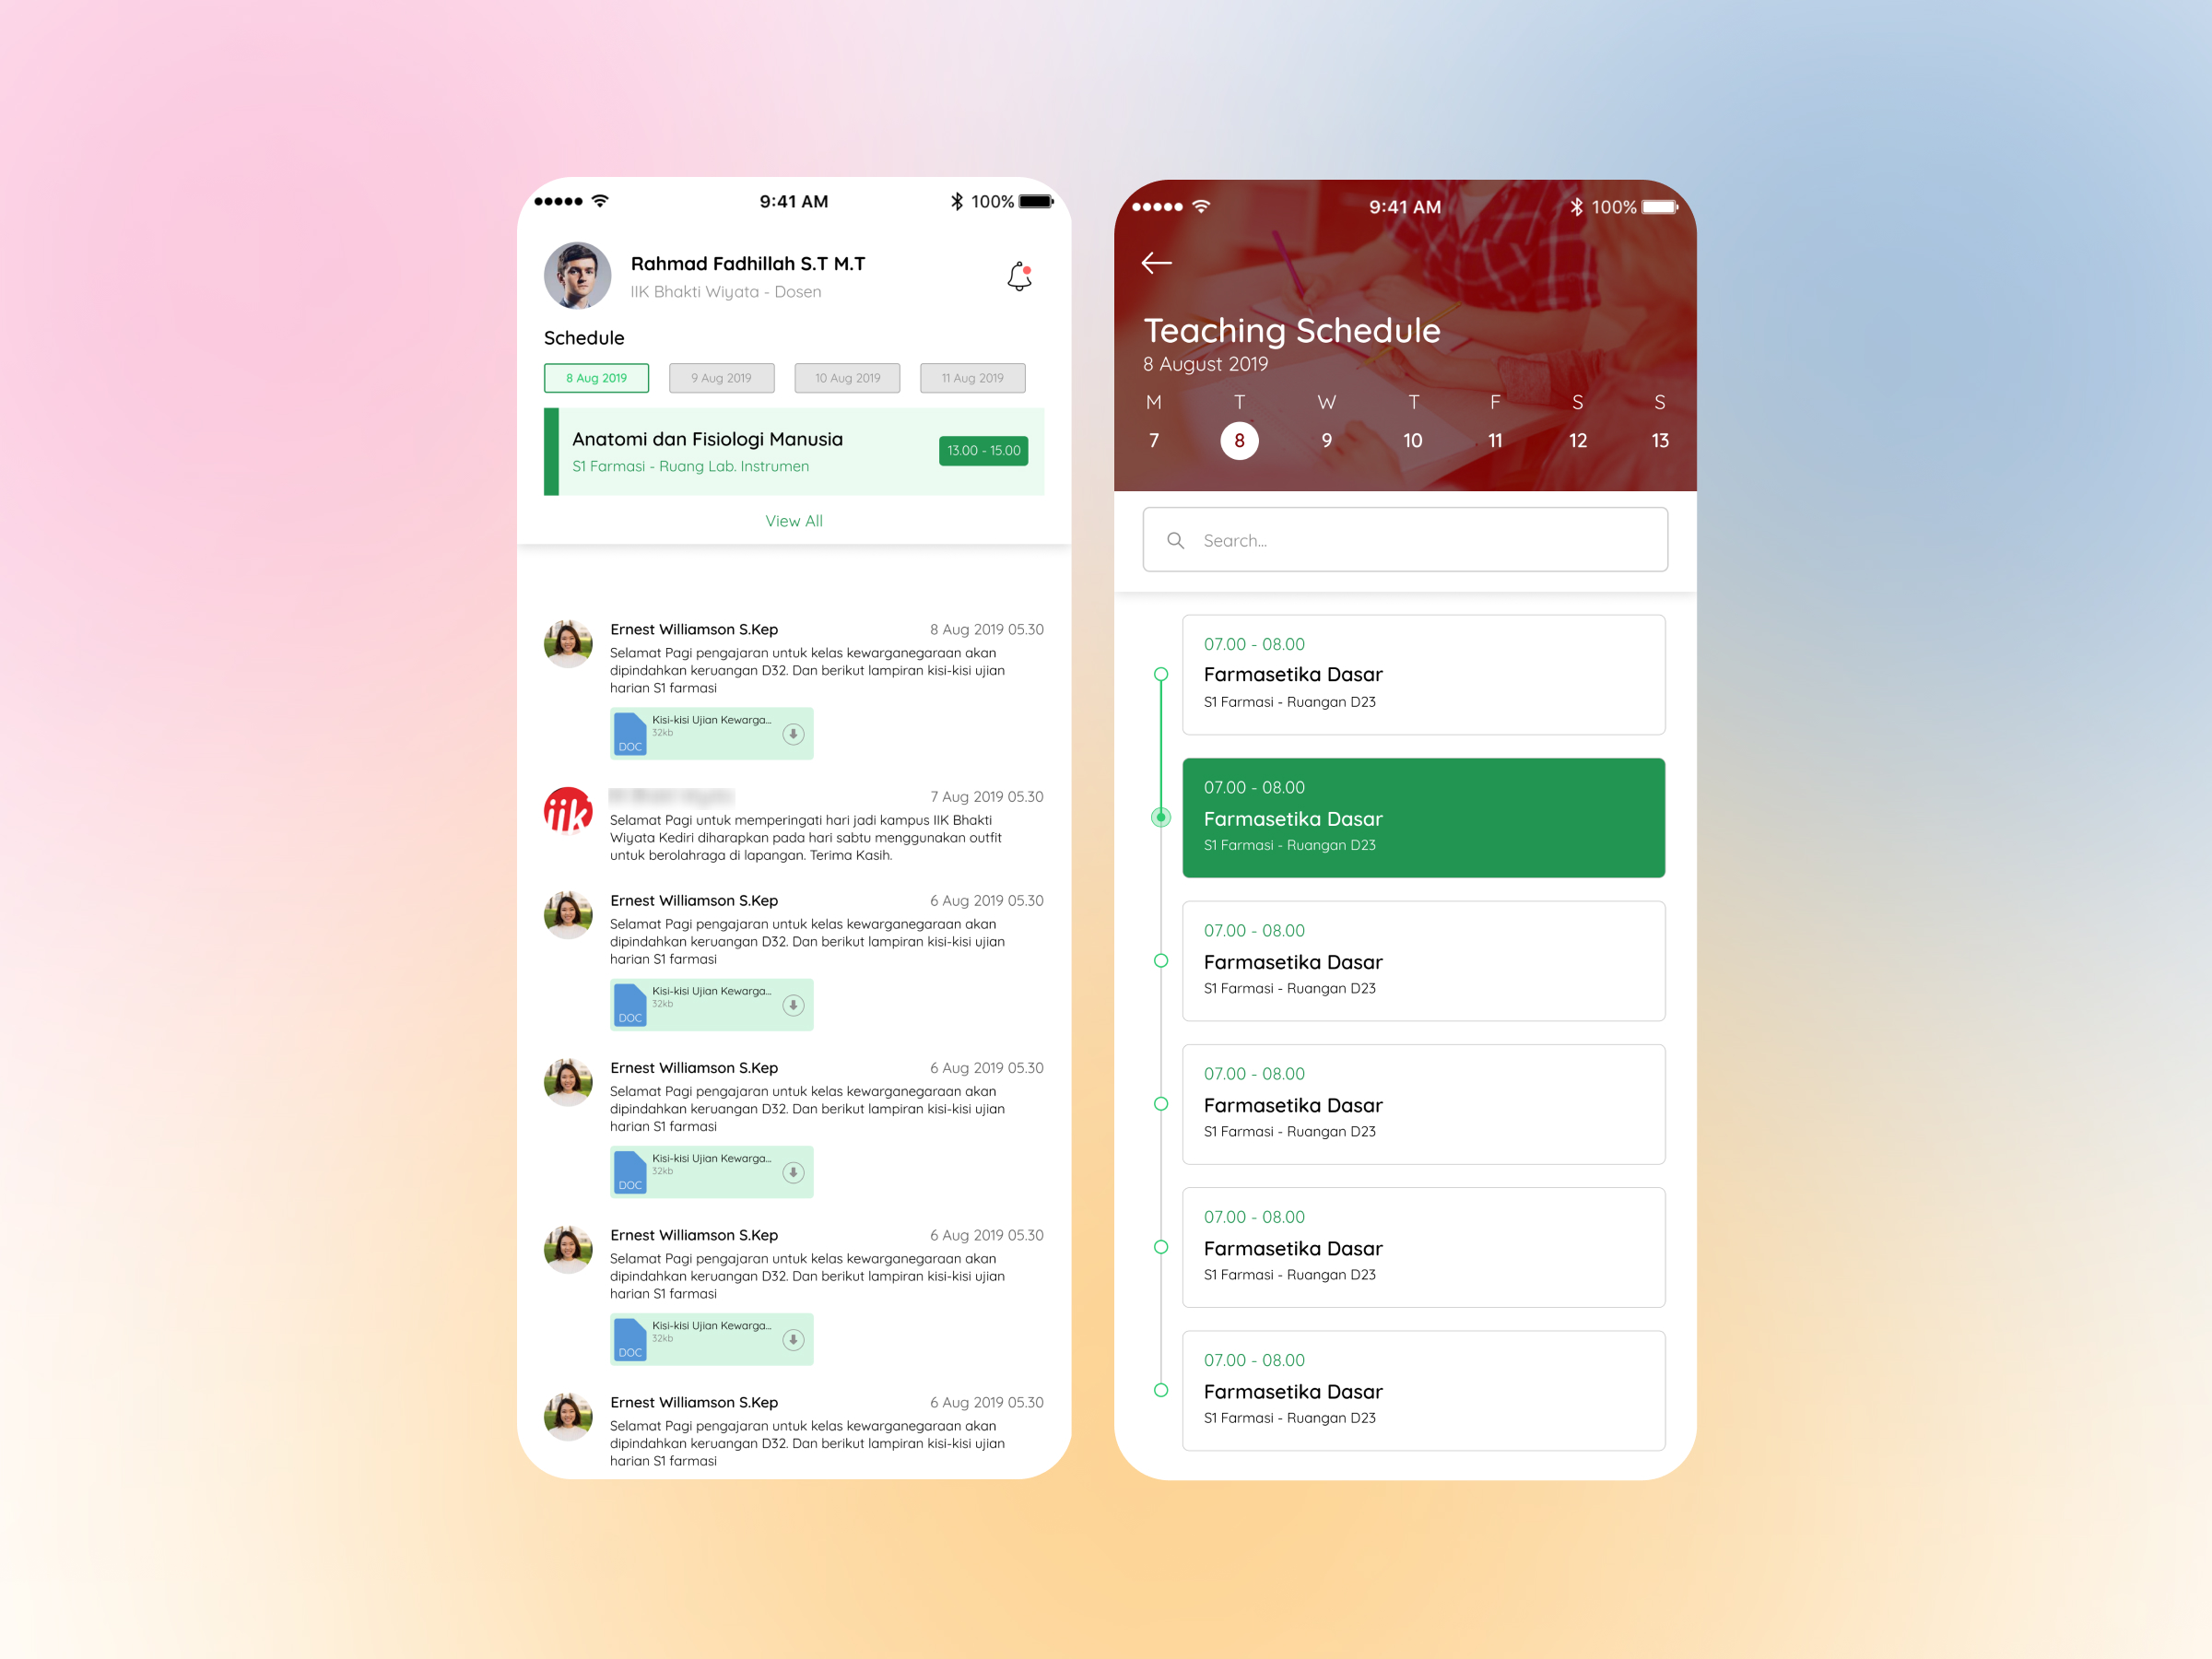 9:41 AM
100%
Rahmad Fadhillah S.T M.T
IIK Bhakti Wiyata - Dosen
Schedule
8 Aug 2019
9 Aug 2019
10 Aug 2019
11 Aug 2019
Anatomi dan Fisiologi Manusia
S1 Farmasi - Ruang Lab. Instrumen
13.00 - 15.00
View All
Ernest Williamson S.Kep
8 Aug 2019 05.30
Selamat Pagi pengajaran untuk kelas kewarganegaraan akan
dipindahkan keruangan D32. Dan berikut lampiran kisi-kisi ujian
harian S1 farmasi
DOC
Kisi-kisi Ujian Kewarga...
32kb
iik
7 Aug 2019 05.30
Selamat Pagi untuk memperingati hari jadi kampus IIK Bhakti
Wiyata Kediri diharapkan pada hari sabtu menggunakan outfit
untuk berolahraga di lapangan. Terima Kasih.
Ernest Williamson S.Kep
6 Aug 2019 05.30
Selamat Pagi pengajaran untuk kelas kewarganegaraan akan
dipindahkan keruangan D32. Dan berikut lampiran kisi-kisi ujian
harian S1 farmasi
DOC
Kisi-kisi Ujian Kewarga...
32kb
Ernest Williamson S.Kep
6 Aug 2019 05.30
Selamat Pagi pengajaran untuk kelas kewarganegaraan akan
dipindahkan keruangan D32. Dan berikut lampiran kisi-kisi ujian
harian S1 farmasi
DOC
Kisi-kisi Ujian Kewarga...
32kb
Ernest Williamson S.Kep
6 Aug 2019 05.30
Selamat Pagi pengajaran untuk kelas kewarganegaraan akan
dipindahkan keruangan D32. Dan berikut lampiran kisi-kisi ujian
harian S1 farmasi
DOC
Kisi-kisi Ujian Kewarga...
32kb
Ernest Williamson S.Kep
6 Aug 2019 05.30
Selamat Pagi pengajaran untuk kelas kewarganegaraan akan
dipindahkan keruangan D32. Dan berikut lampiran kisi-kisi ujian
harian S1 farmasi
9:41 AM
100%
Teaching Schedule
8 August 2019
M T W T F S S
7 8 9 10 11 12 13
Search...
07.00 - 08.00
Farmasetika Dasar
S1 Farmasi - Ruangan D23
07.00 - 08.00
Farmasetika Dasar
S1 Farmasi - Ruangan D23
07.00 - 08.00
Farmasetika Dasar
S1 Farmasi - Ruangan D23
07.00 - 08.00
Farmasetika Dasar
S1 Farmasi - Ruangan D23
07.00 - 08.00
Farmasetika Dasar
S1 Farmasi - Ruangan D23
07.00 - 08.00
Farmasetika Dasar
S1 Farmasi - Ruangan D23